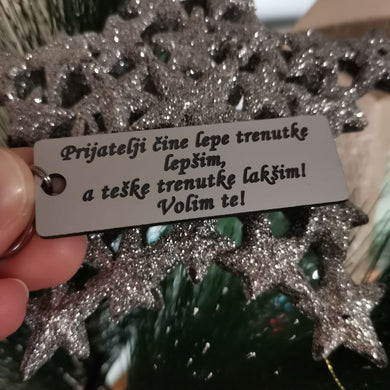 Prijatelji čine lepe trenutke
lepšim,
a teške trenutke lakšim!
Volim te!